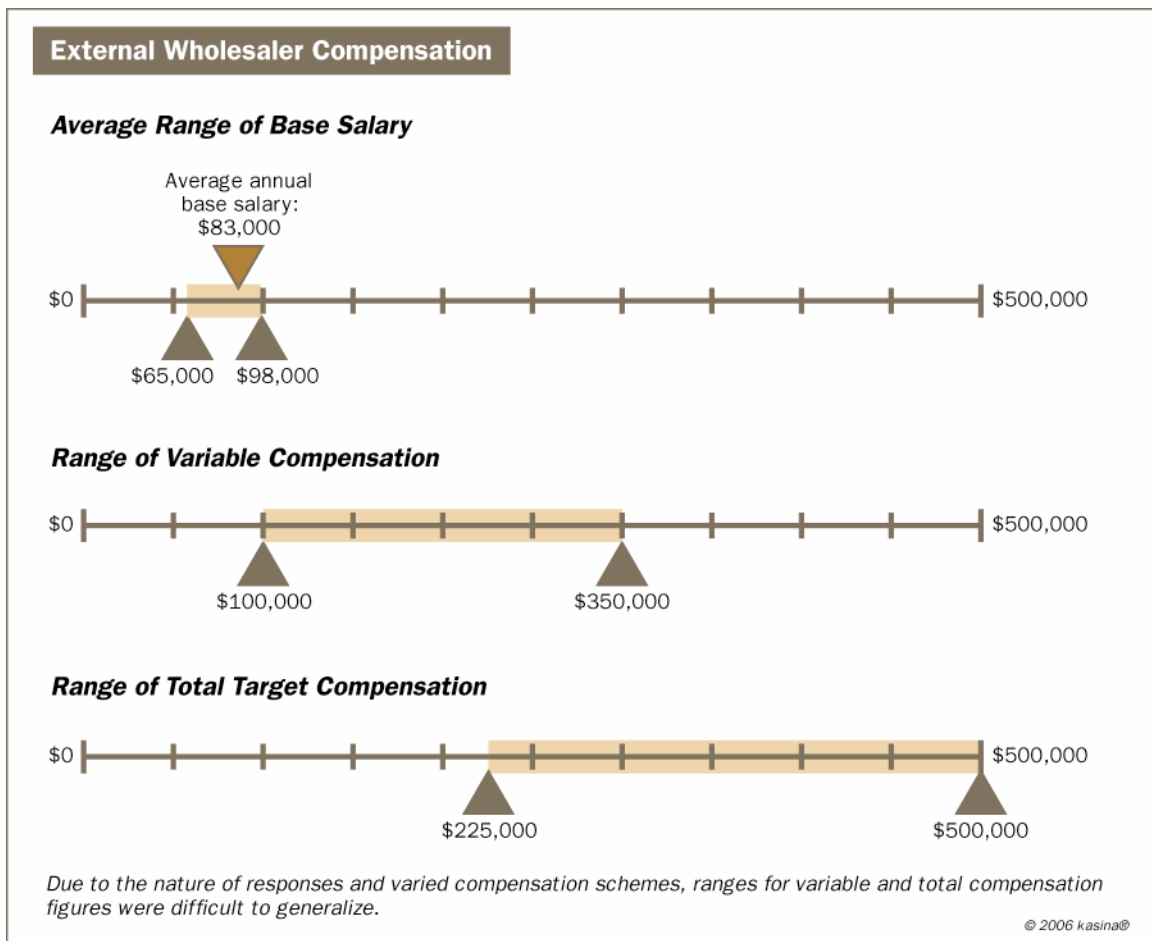 External Wholesaler Compensation
Average Range of Base Salary
Average annual
base salary:
$83,000
$0
$500,000
$65,000
$98,000
Range of Variable Compensation
$0
$500,000
$100,000
$350,000
Range of Total Target Compensation
$0
$500,000
$225,000
$500,000
Due to the nature of responses and varied compensation schemes, ranges for variable and total compensation
figures were difficult to generalize.
© 2006 kasina®